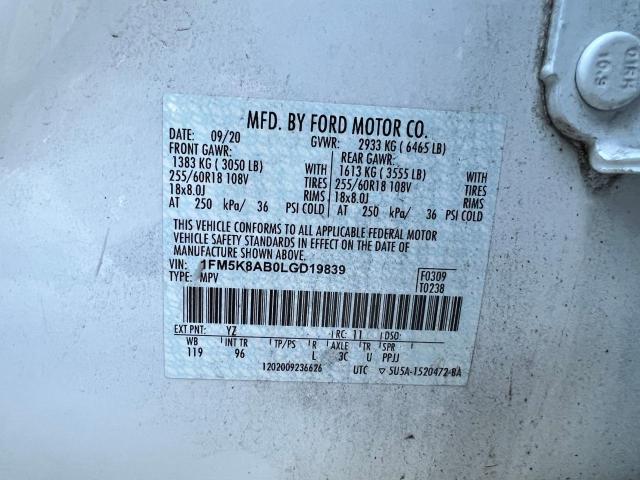 MFD. BY FORD MOTOR CO.
DATE: 09/20 GVWR: 2933 KG ( 6465 LB)
FRONT GAWR: REAR GAWR:
1383 KG ( 3050 LB) WITH 1613 KG ( 3555 LB) WITH
255/60R18 108V TIRES 255/60R18 108V TIRES
18x8.0J RIMS 18x8.0J RIMS
AT 250 kPa/ 36 PSI COLD AT 250 kPa/ 36 PSI COLD
THIS VEHICLE CONFORMS TO ALL APPLICABLE FEDERAL MOTOR
VEHICLE SAFETY STANDARDS IN EFFECT ON THE DATE OF MANUFACTURE SHOWN ABOVE.
VIN: 1FM5K8AB0LGD19839 F0309
TYPE: MPV T0238
EXT PNT: YZ RC: 11 DSO:
WB INT TR TP/PS R AXLE TR SPR
119 96 L 3C U PPJJ
1202009236626 UTC ▽ 5U5A-1520472-BA